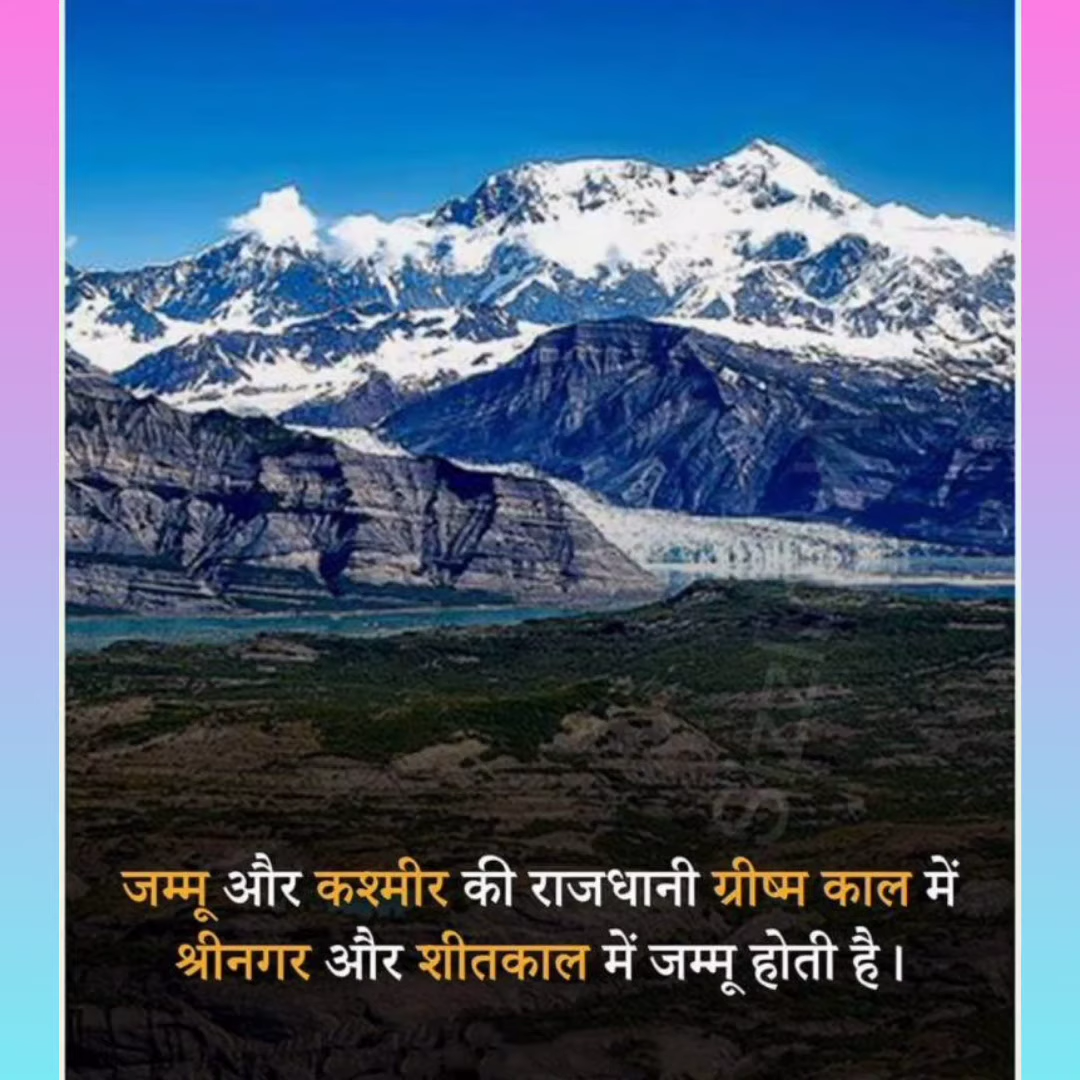 जम्मू और कश्मीर की राजधानी ग्रीष्म काल में
श्रीनगर और शीतकाल में जम्मू होती है।